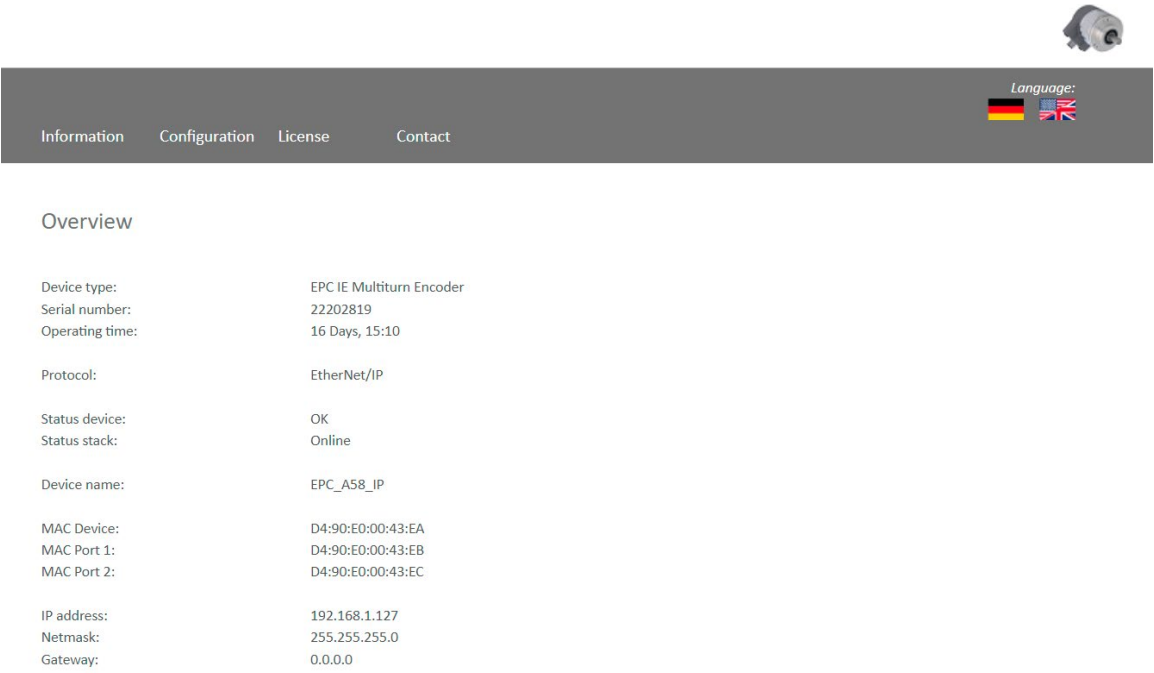 Language:
Information Configuration License Contact
Overview
Device type: EPC IE Multiturn Encoder
Serial number: 22202819
Operating time: 16 Days, 15:10
Protocol: EtherNet/IP
Status device: OK
Status stack: Online
Device name: EPC_A58_IP
MAC Device: D4:90:E0:00:43:EA
MAC Port 1: D4:90:E0:00:43:EB
MAC Port 2: D4:90:E0:00:43:EC
IP address: 192.168.1.127
Netmask: 255.255.255.0
Gateway: 0.0.0.0